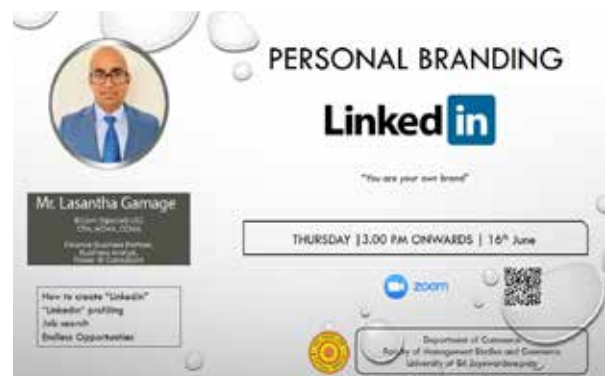 PERSONAL BRANDING
Linked in
"You are your own brand"
Mr. Lasantha Gamage
Finance Business Partner,
Business Analyst,
THURSDAY |3.00 PM ONWARDS | 16th June
zoom
How to create "Linkedin"
"Linkedin" profiling
Job search
Endless Opportunities
Department of Commerce
Faculty of Management Studies and Commerce
University of Sri Jayewardenepura